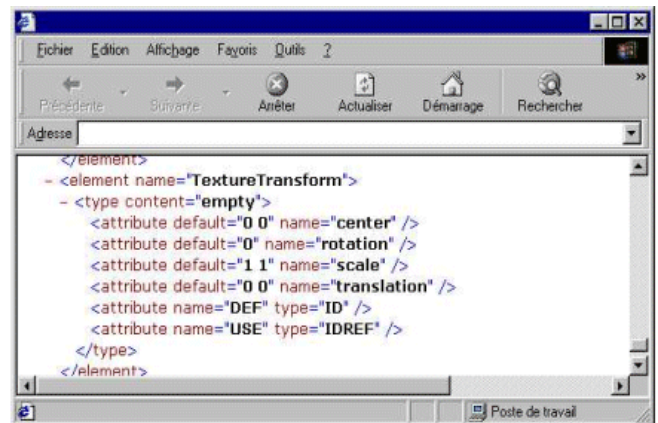 Fichier Edition Affichage Favoris Outils ?
Précédente Suivante Arrêter Actualiser Démarrage Rechercher »
Adresse
</element>
- <element name="TextureTransform">
- <type content="empty">
<attribute default="0 0" name="center" />
<attribute default="0" name="rotation" />
<attribute default="1 1" name="scale" />
<attribute default="0 0" name="translation" />
<attribute name="DEF" type="ID" />
<attribute name="USE" type="IDREF" />
</type>
</element>
Poste de travail